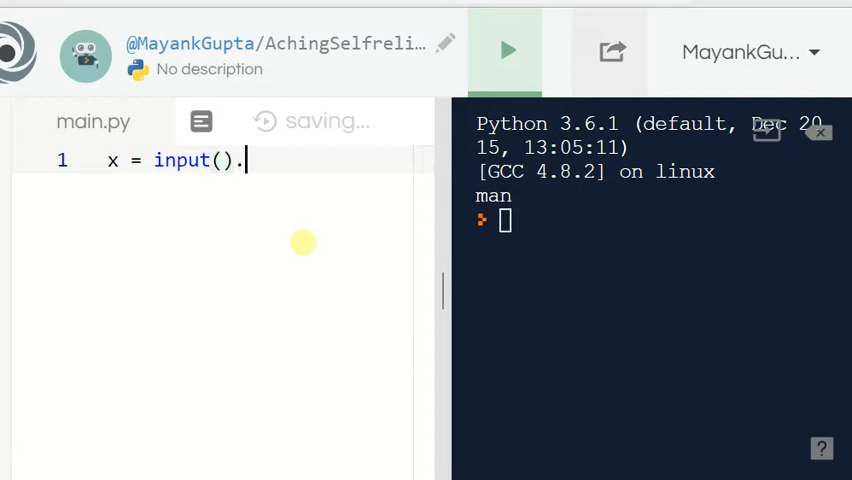 @MayankGupta/AchingSelfreli...
No description
MayankGu...
main.py
saving...
1 x = input().
Python 3.6.1 (default, Dec 20
15, 13:05:11)
[GCC 4.8.2] on linux
man
?